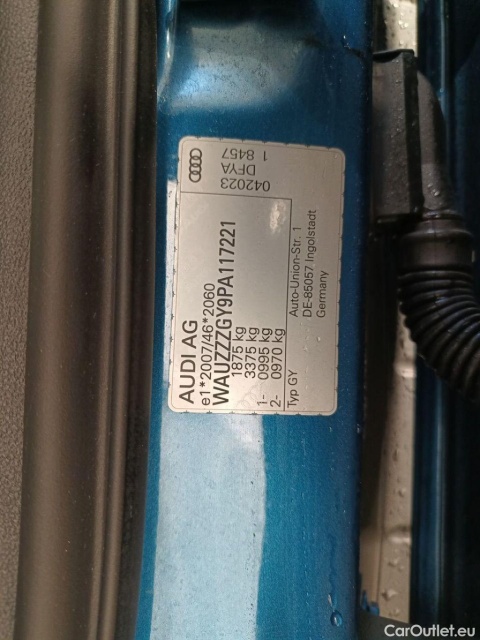 AUDI AG
e1*2007/46*2060
WAUZZZGY9PA117221
1875 kg
3375 kg
1- 0995 kg
2- 0970 kg
Typ GY
Auto-Union-Str. 1
DE-85057 Ingolstadt
Germany
042023
DFYA
1 8457
CarOutlet.eu